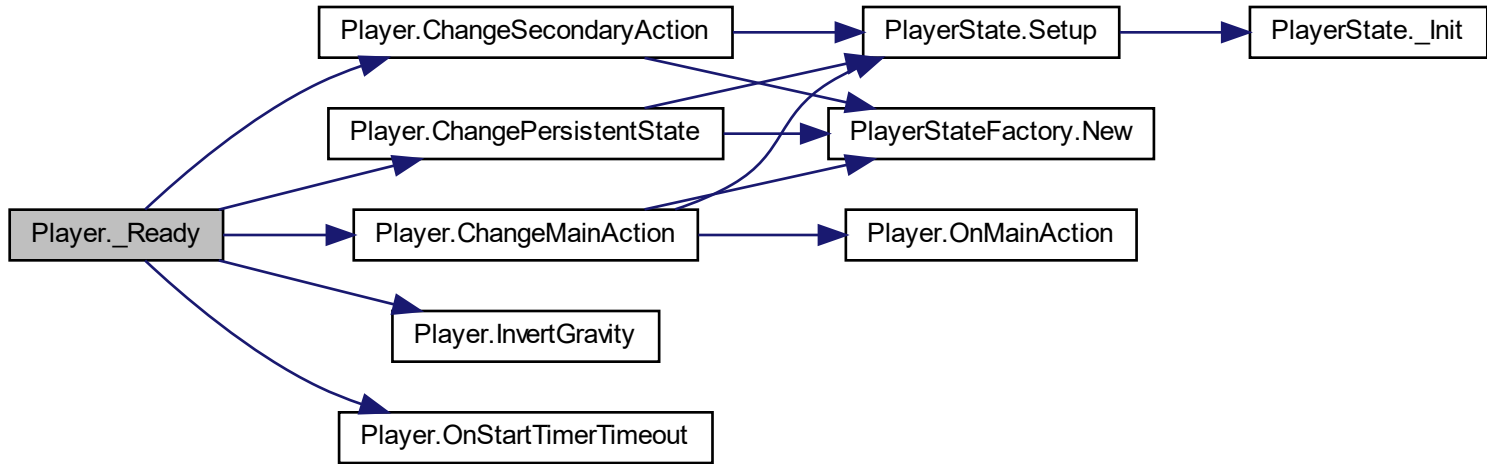 Player.ChangeSecondaryAction
PlayerState.Setup
PlayerState._Init
Player.ChangePersistentState
PlayerStateFactory.New
Player._Ready
Player.ChangeMainAction
Player.OnMainAction
Player.InvertGravity
Player.OnStartTimerTimeout